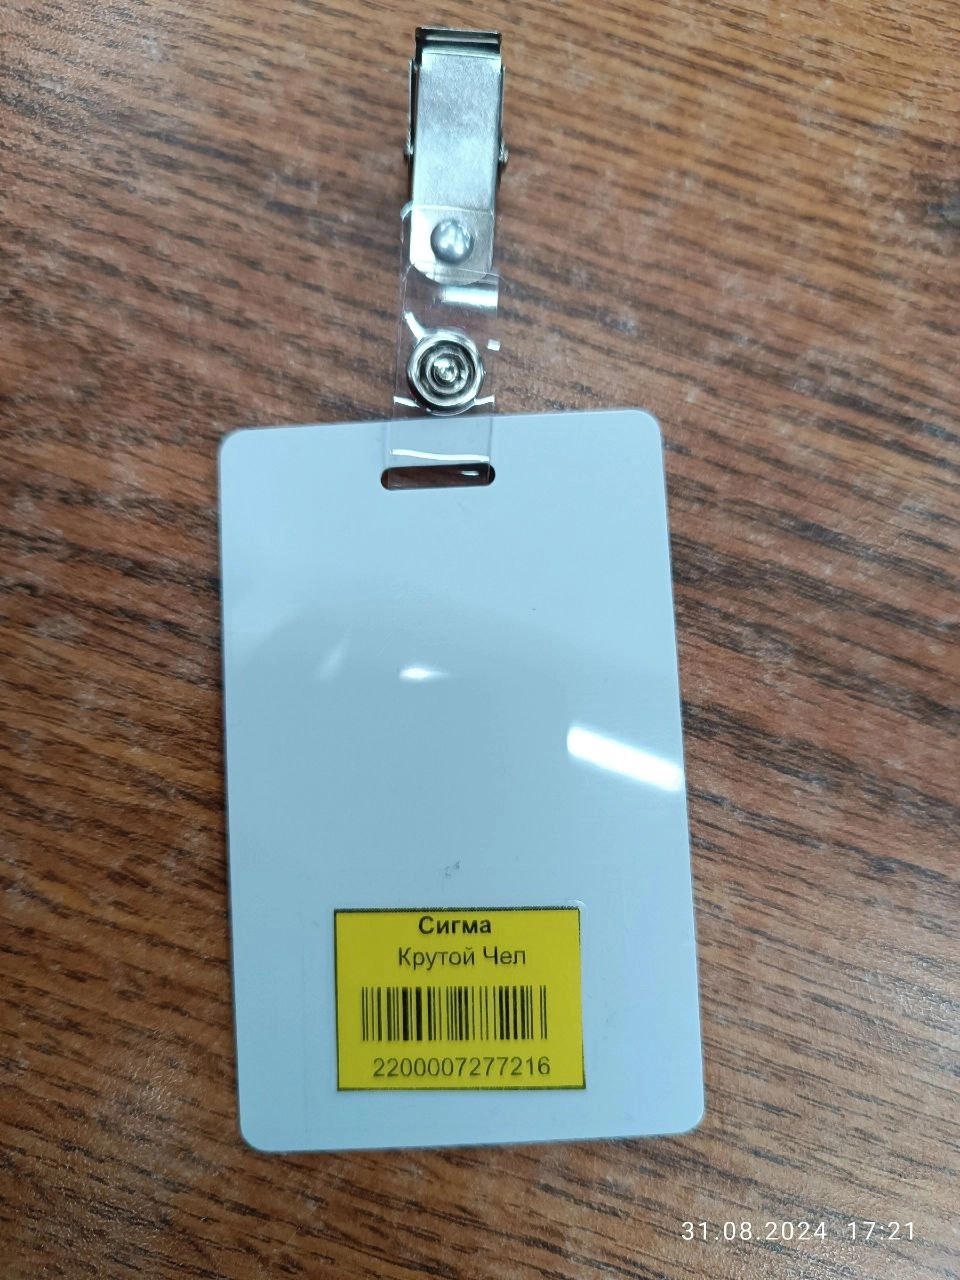 Сигма
Крутой Чел
2200007277216
31.08.2024 17:21